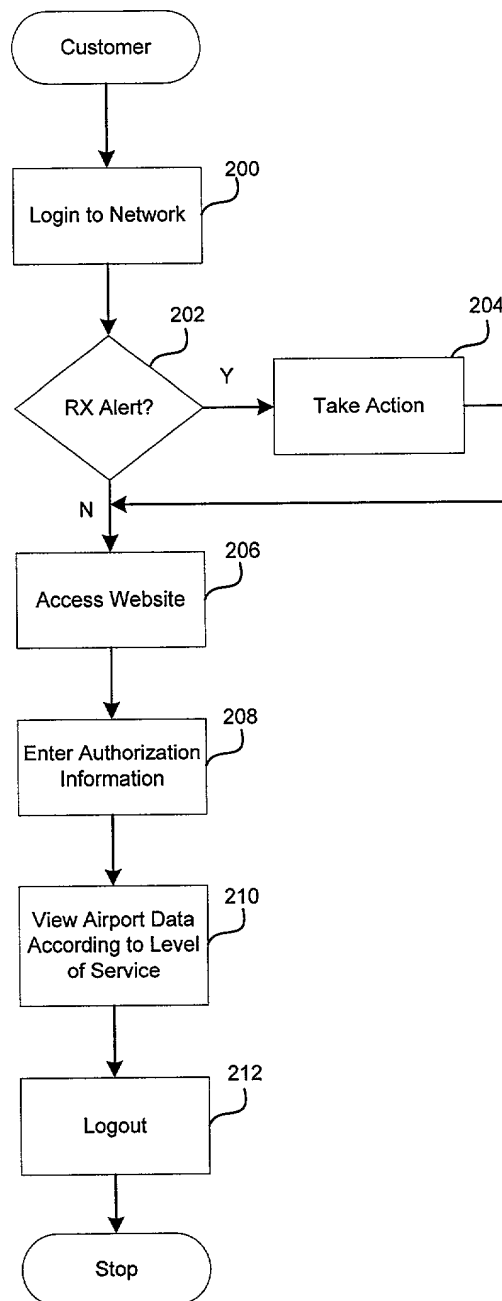 Customer
200
Login to Network
202
204
RX Alert?
Y
Take Action
N
206
Access Website
208
Enter Authorization
Information
210
View Airport Data
According to Level
of Service
212
Logout
Stop